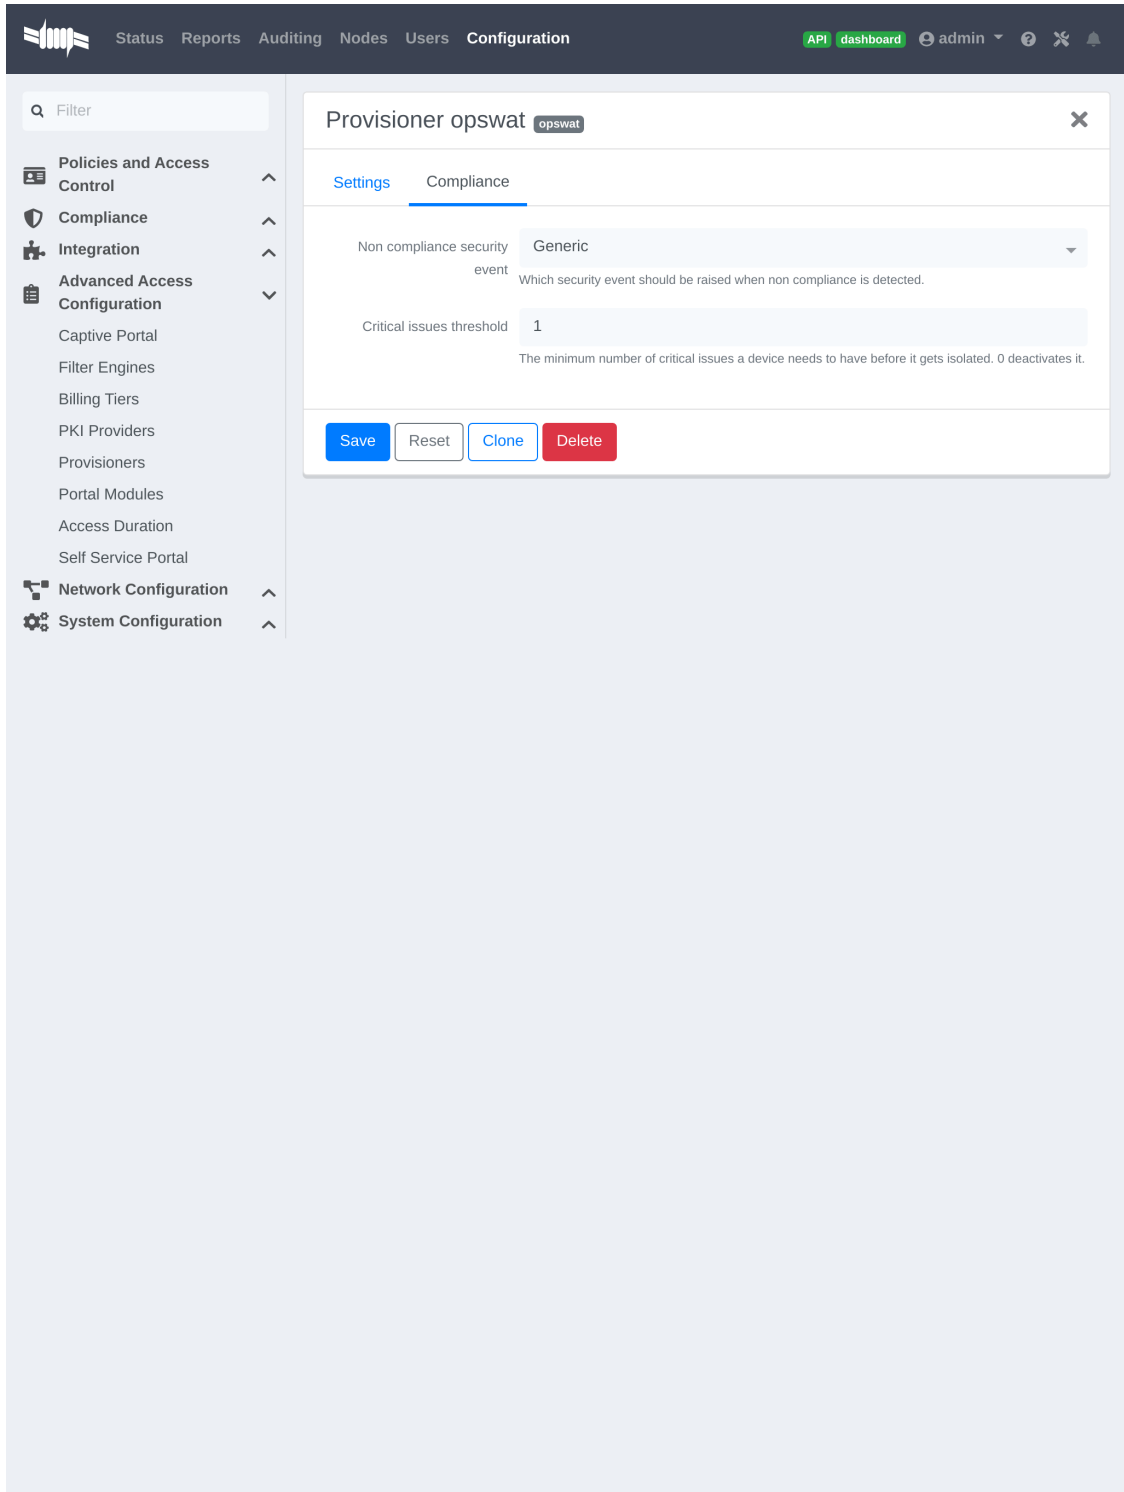 Status Reports Auditing Nodes Users Configuration API dashboard admin
Filter
Policies and Access
Control
Compliance
Integration
Advanced Access
Configuration
Captive Portal
Filter Engines
Billing Tiers
PKI Providers
Provisioners
Portal Modules
Access Duration
Self Service Portal
Network Configuration
System Configuration
Provisioner opswat opswat
Settings Compliance
Non compliance security
event
Generic
Which security event should be raised when non compliance is detected.
Critical issues threshold 1
The minimum number of critical issues a device needs to have before it gets isolated. 0 deactivates it.
Save Reset Clone Delete